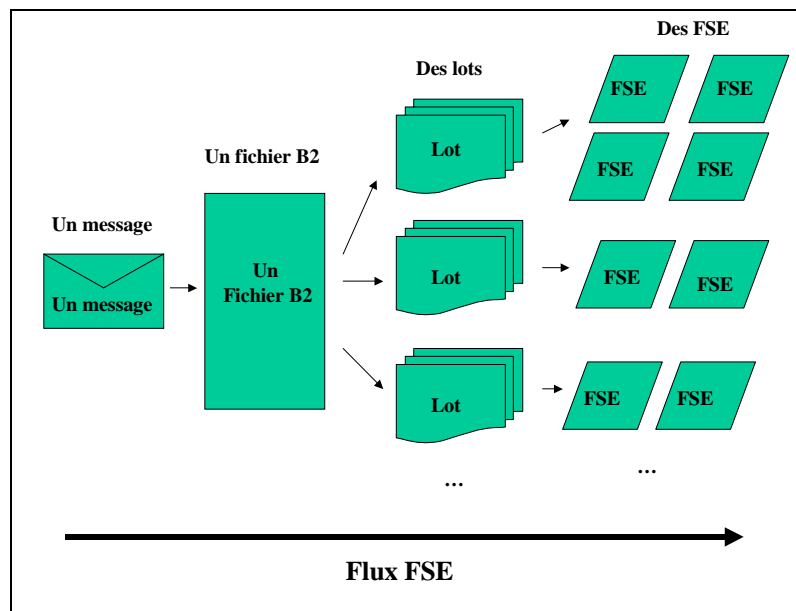 Des FSE
Des lots
FSE FSE
Un fichier B2
Lot
FSE FSE
Un message
Un message
Un
Fichier B2
Lot
FSE FSE
Lot
FSE FSE
...
...
Flux FSE